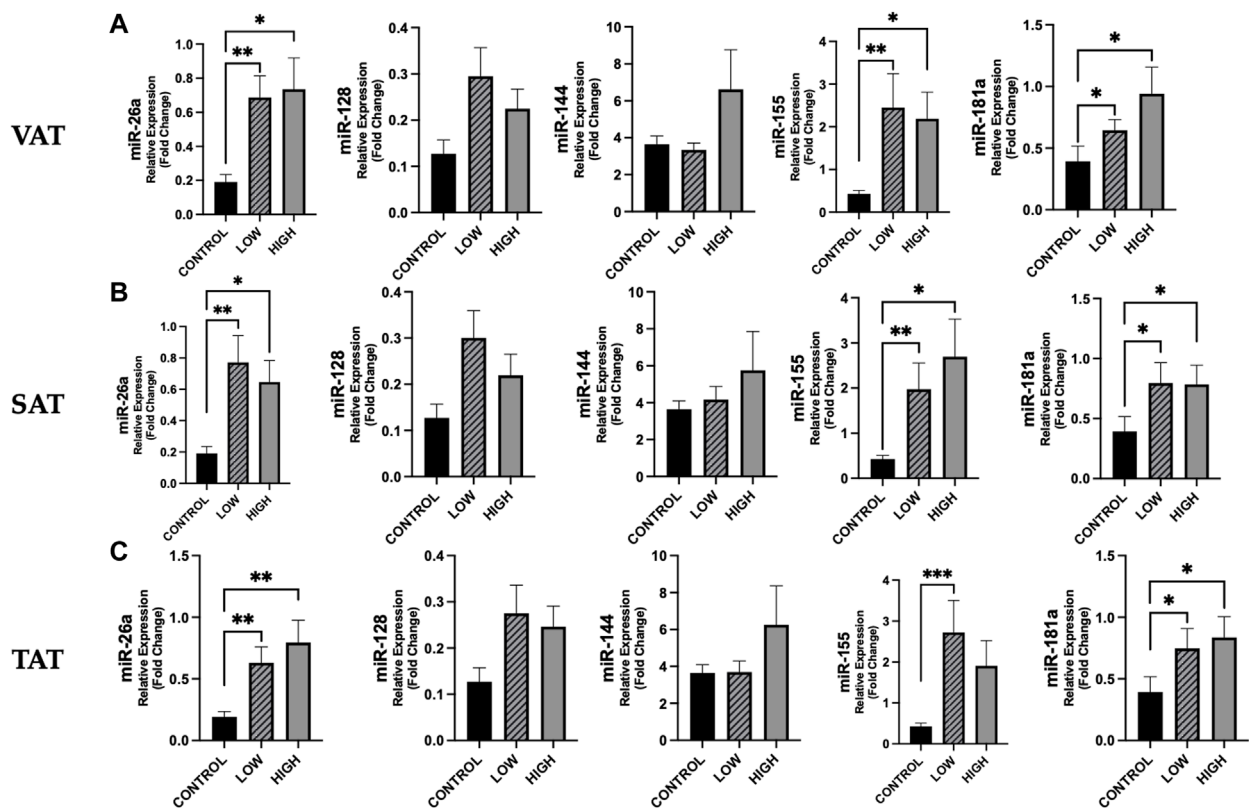 A
VAT
miR-26a
Relative Expression
(Fold Change)
1.0
0.8
0.6
0.4
0.2
0.0
**
*
CONTROL
LOW
HIGH
miR-128
Relative Expression
(Fold Change)
0.4
0.3
0.2
0.1
0.0
CONTROL
LOW
HIGH
miR-144
Relative Expression
(Fold Change)
10
8
6
4
2
0
CONTROL
LOW
HIGH
miR-155
Relative Expression
(Fold Change)
5
4
3
2
1
0
**
*
CONTROL
LOW
HIGH
miR-181a
Relative Expression
(Fold Change)
1.5
1.0
0.5
0.0
*
*
CONTROL
LOW
HIGH
B
SAT
miR-26a
Relative Expression
(Fold Change)
1.0
0.8
0.6
0.4
0.2
0.0
**
*
CONTROL
LOW
HIGH
miR-128
Relative Expression
(Fold Change)
0.4
0.3
0.2
0.1
0.0
CONTROL
LOW
HIGH
miR-144
Relative Expression
(Fold Change)
10
8
6
4
2
0
CONTROL
LOW
HIGH
miR-155
Relative Expression
(Fold Change)
4
3
2
1
0
**
*
CONTROL
LOW
HIGH
miR-181a
Relative Expression
(Fold Change)
1.5
1.0
0.5
0.0
*
*
CONTROL
LOW
HIGH
C
TAT
miR-26a
Relative Expression
(Fold Change)
1.5
1.0
0.5
0.0
**
**
CONTROL
LOW
HIGH
miR-128
Relative Expression
(Fold Change)
0.4
0.3
0.2
0.1
0.0
CONTROL
LOW
HIGH
miR-144
Relative Expression
(Fold Change)
10
8
6
4
2
0
CONTROL
LOW
HIGH
miR-155
Relative Expression
(Fold Change)
4
3
2
1
0
***
CONTROL
LOW
HIGH
miR-181a
Relative Expression
(Fold Change)
1.5
1.0
0.5
0.0
*
*
CONTROL
LOW
HIGH